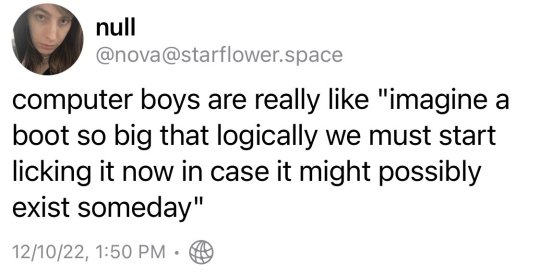 null
@nova@starflower.space
computer boys are really like "imagine a
boot so big that logically we must start
licking it now in case it might possibly
exist someday"
12/10/22, 1:50 PM •